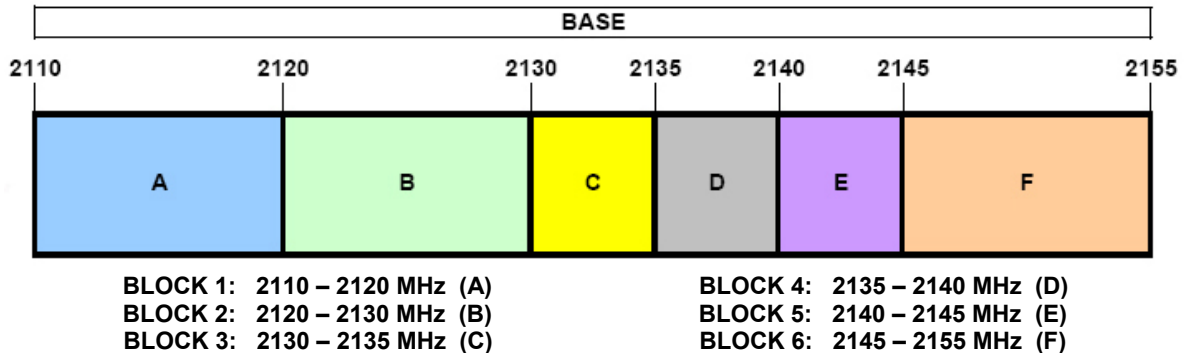 BASE
2110 2120 2130 2135 2140 2145 2155
A B C D E F
BLOCK 1: 2110 – 2120 MHz (A)
BLOCK 2: 2120 – 2130 MHz (B)
BLOCK 3: 2130 – 2135 MHz (C)
BLOCK 4: 2135 – 2140 MHz (D)
BLOCK 5: 2140 – 2145 MHz (E)
BLOCK 6: 2145 – 2155 MHz (F)